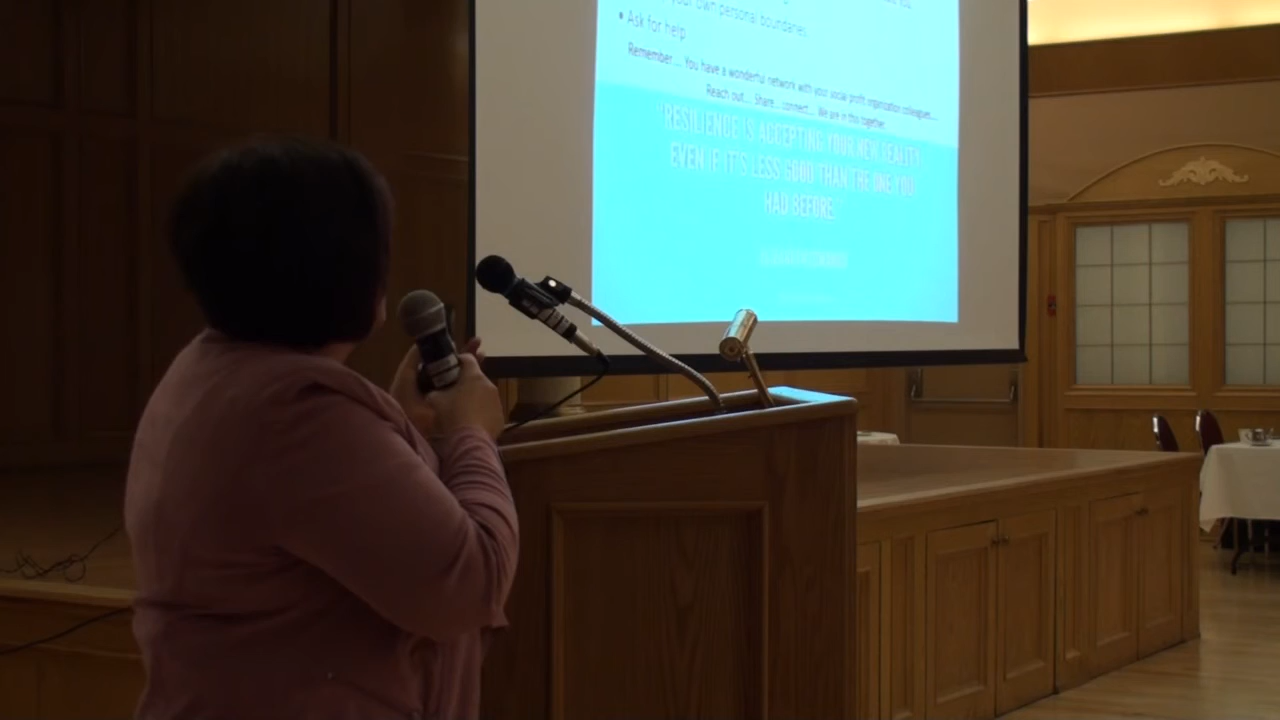 your own personal boundaries
• Ask for help
Remember... You have a wonderful network with your social profit organization colleagues...
Reach out... Share... connect... We are in this together.
"RESILIENCE IS ACCEPTING YOUR NEW REALITY,
EVEN IF IT'S LESS GOOD THAN THE ONE YOU
HAD BEFORE."